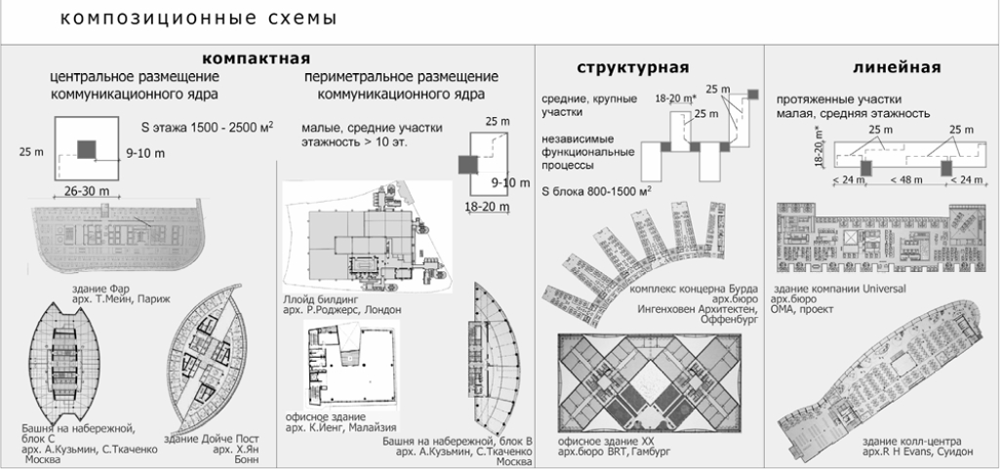 композиционные схемы
компактная
центральное размещение
коммуникационного ядра
S этажа 1500 - 2500 м²
25 m
9-10 m
26-30 m
здание Фар
арх. Т.Мейн, Париж
Башня на набережной,
блок С
арх. А.Кузьмин, С.Ткаченко
Москва
здание Дойче Пост
арх. Х.Ян
Бонн
периметральное размещение
коммуникационного ядра
малые, средние участки
этажность > 10 эт.
25 m
9-10 m
18-20 m
Ллойд билдинг
арх. Р.Роджерс, Лондон
офисное здание
арх. К.Йенг, Малайзия
Башня на набережной, блок В
арх. А.Кузьмин, С.Ткаченко
Москва
структурная
средние, крупные
участки
независимые
функциональные
процессы
S блока 800-1500 м²
18-20 m*
25 m
25 m
комплекс концерна Бурда
арх.бюро
Ингенховен Архитектен,
Оффенбург
офисное здание XX
арх.бюро BRT, Гамбург
линейная
протяженные участки
малая, средняя этажность
25 m
25 m
18-20 m*
< 24 m
< 48 m
< 24 m
здание компании Universal
арх.бюро
ОМА, проект
здание колл-центра
арх.R H Evans, Суидон